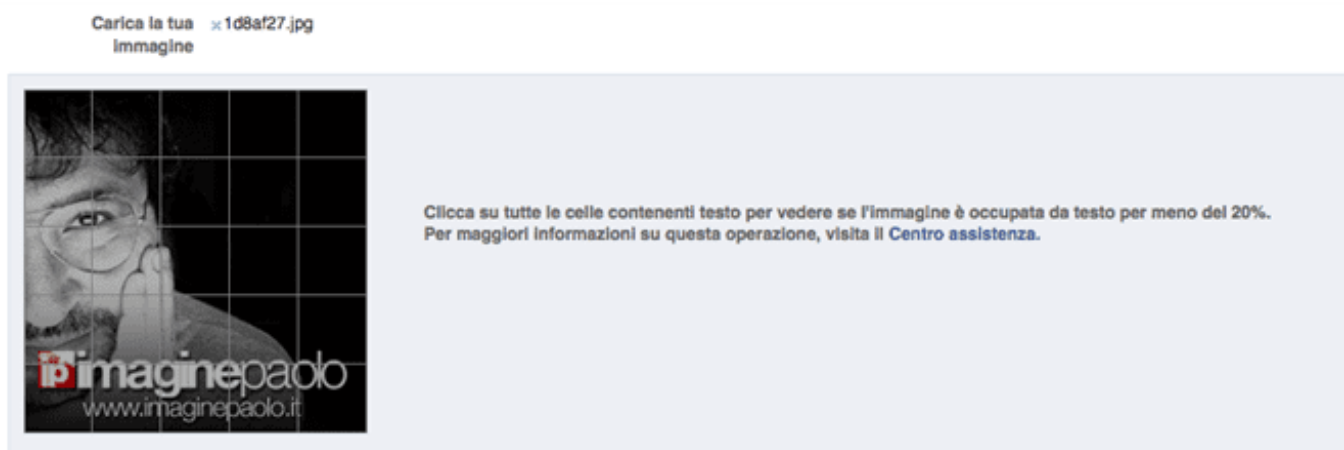 Carica la tua
immagine
×1d8af27.jpg
Clicca su tutte le celle contenenti testo per vedere se l'immagine è occupata da testo per meno del 20%.
Per maggiori informazioni su questa operazione, visita il Centro assistenza.
ip imaginepaolo
www.imaginepaolo.it